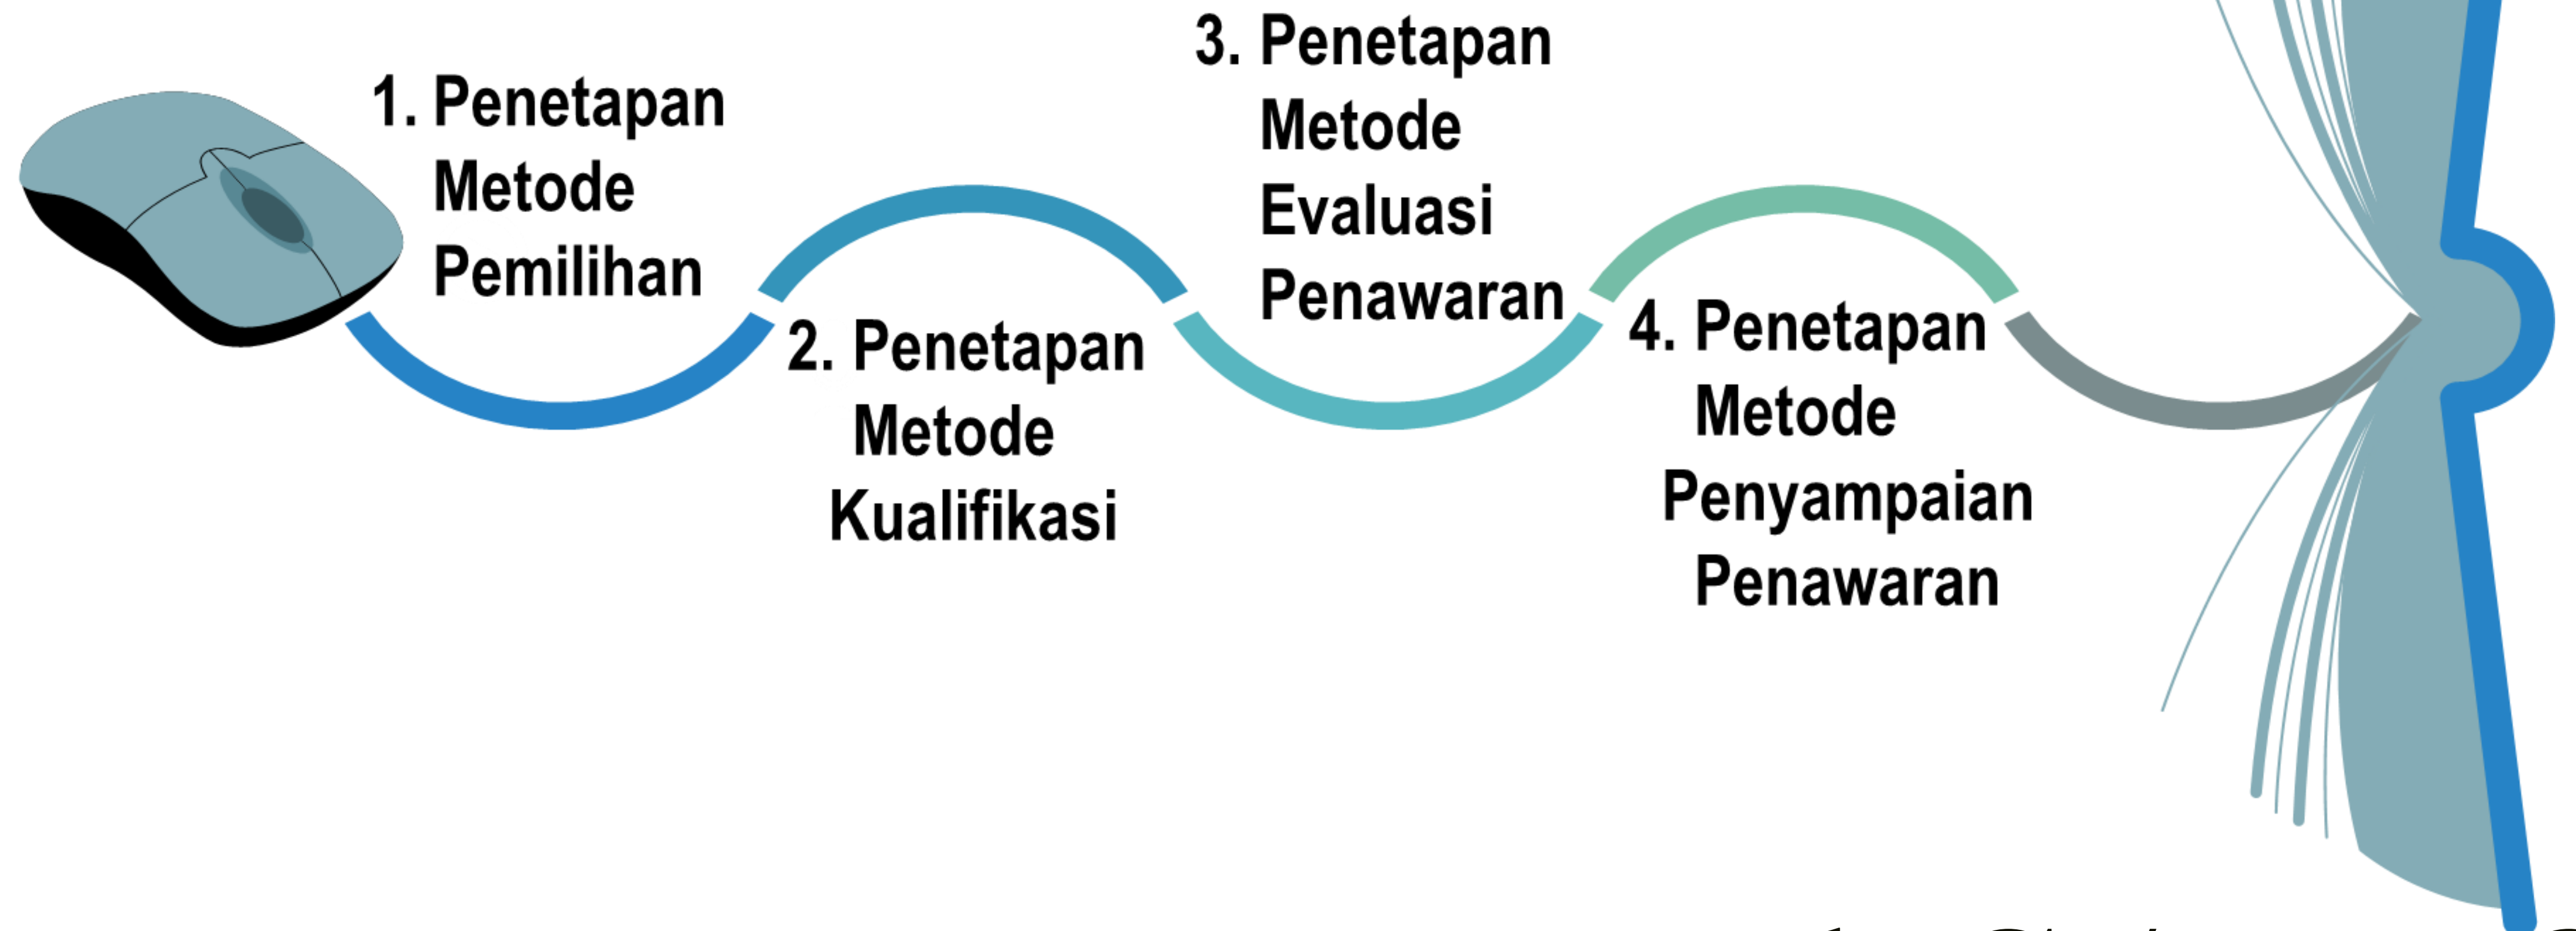 1. Penetapan
Metode
Pemilihan
2. Penetapan
Metode
Kualifikasi
3. Penetapan
Metode
Evaluasi
Penawaran
4. Penetapan
Metode
Penyampaian
Penawaran